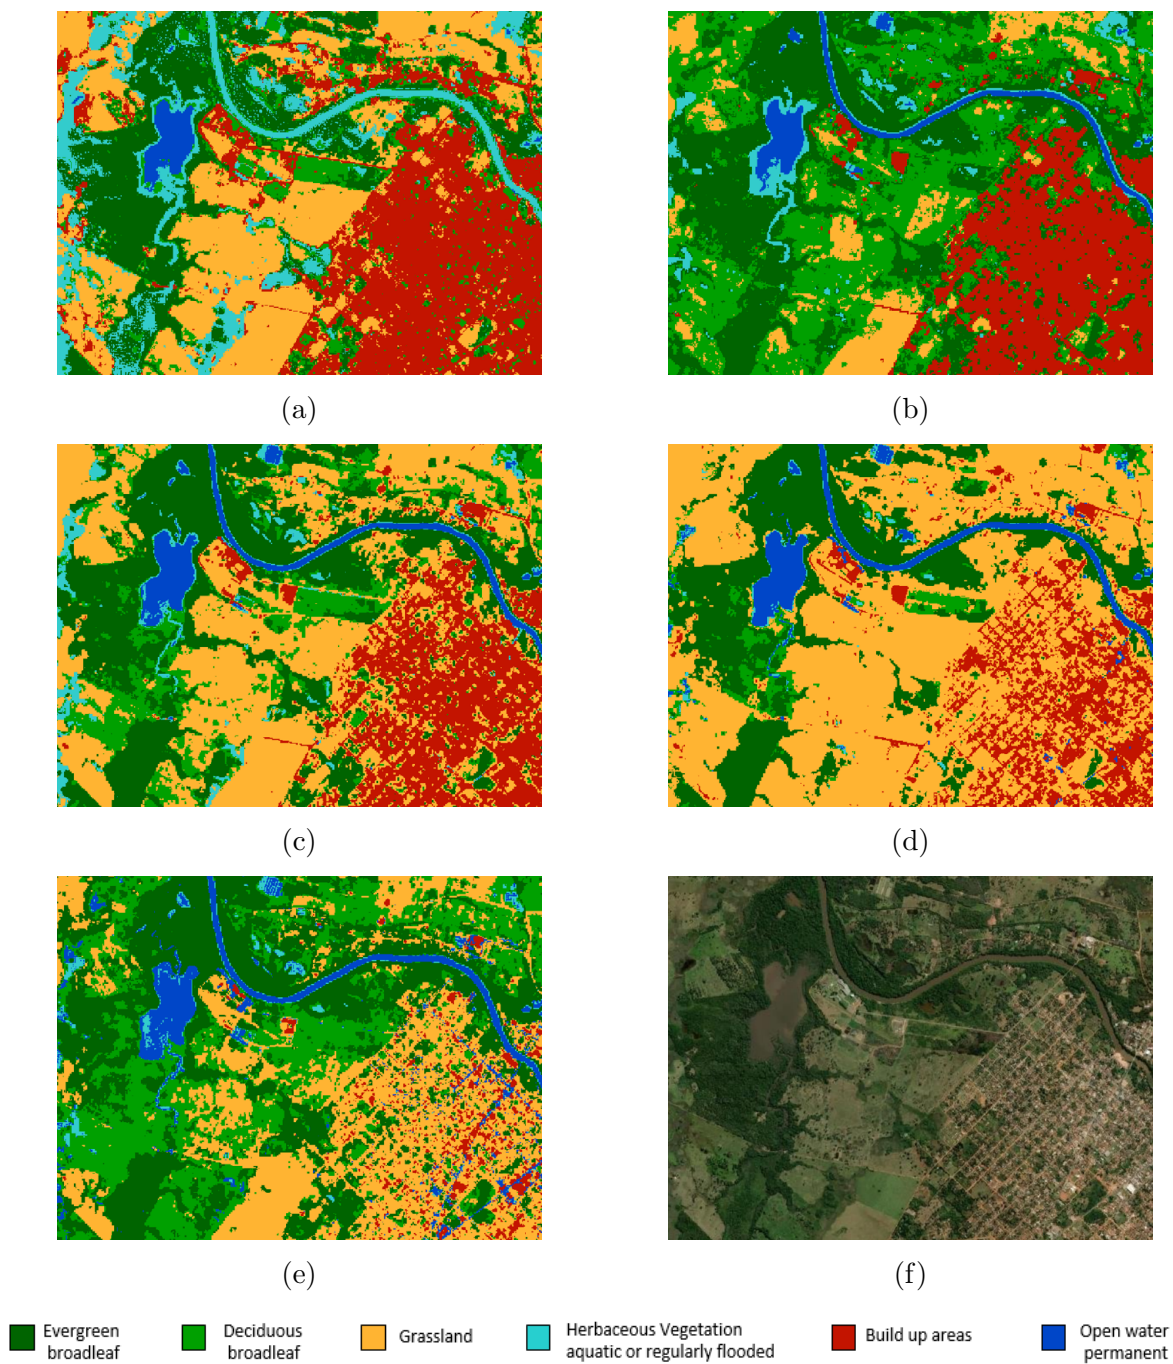 (a)
(b)
(c)
(d)
(e)
(f)
Evergreen
broadleaf
Deciduous
broadleaf
Grassland
Herbaceous Vegetation
aquatic or regularly flooded
Build up areas
Open water
permanent